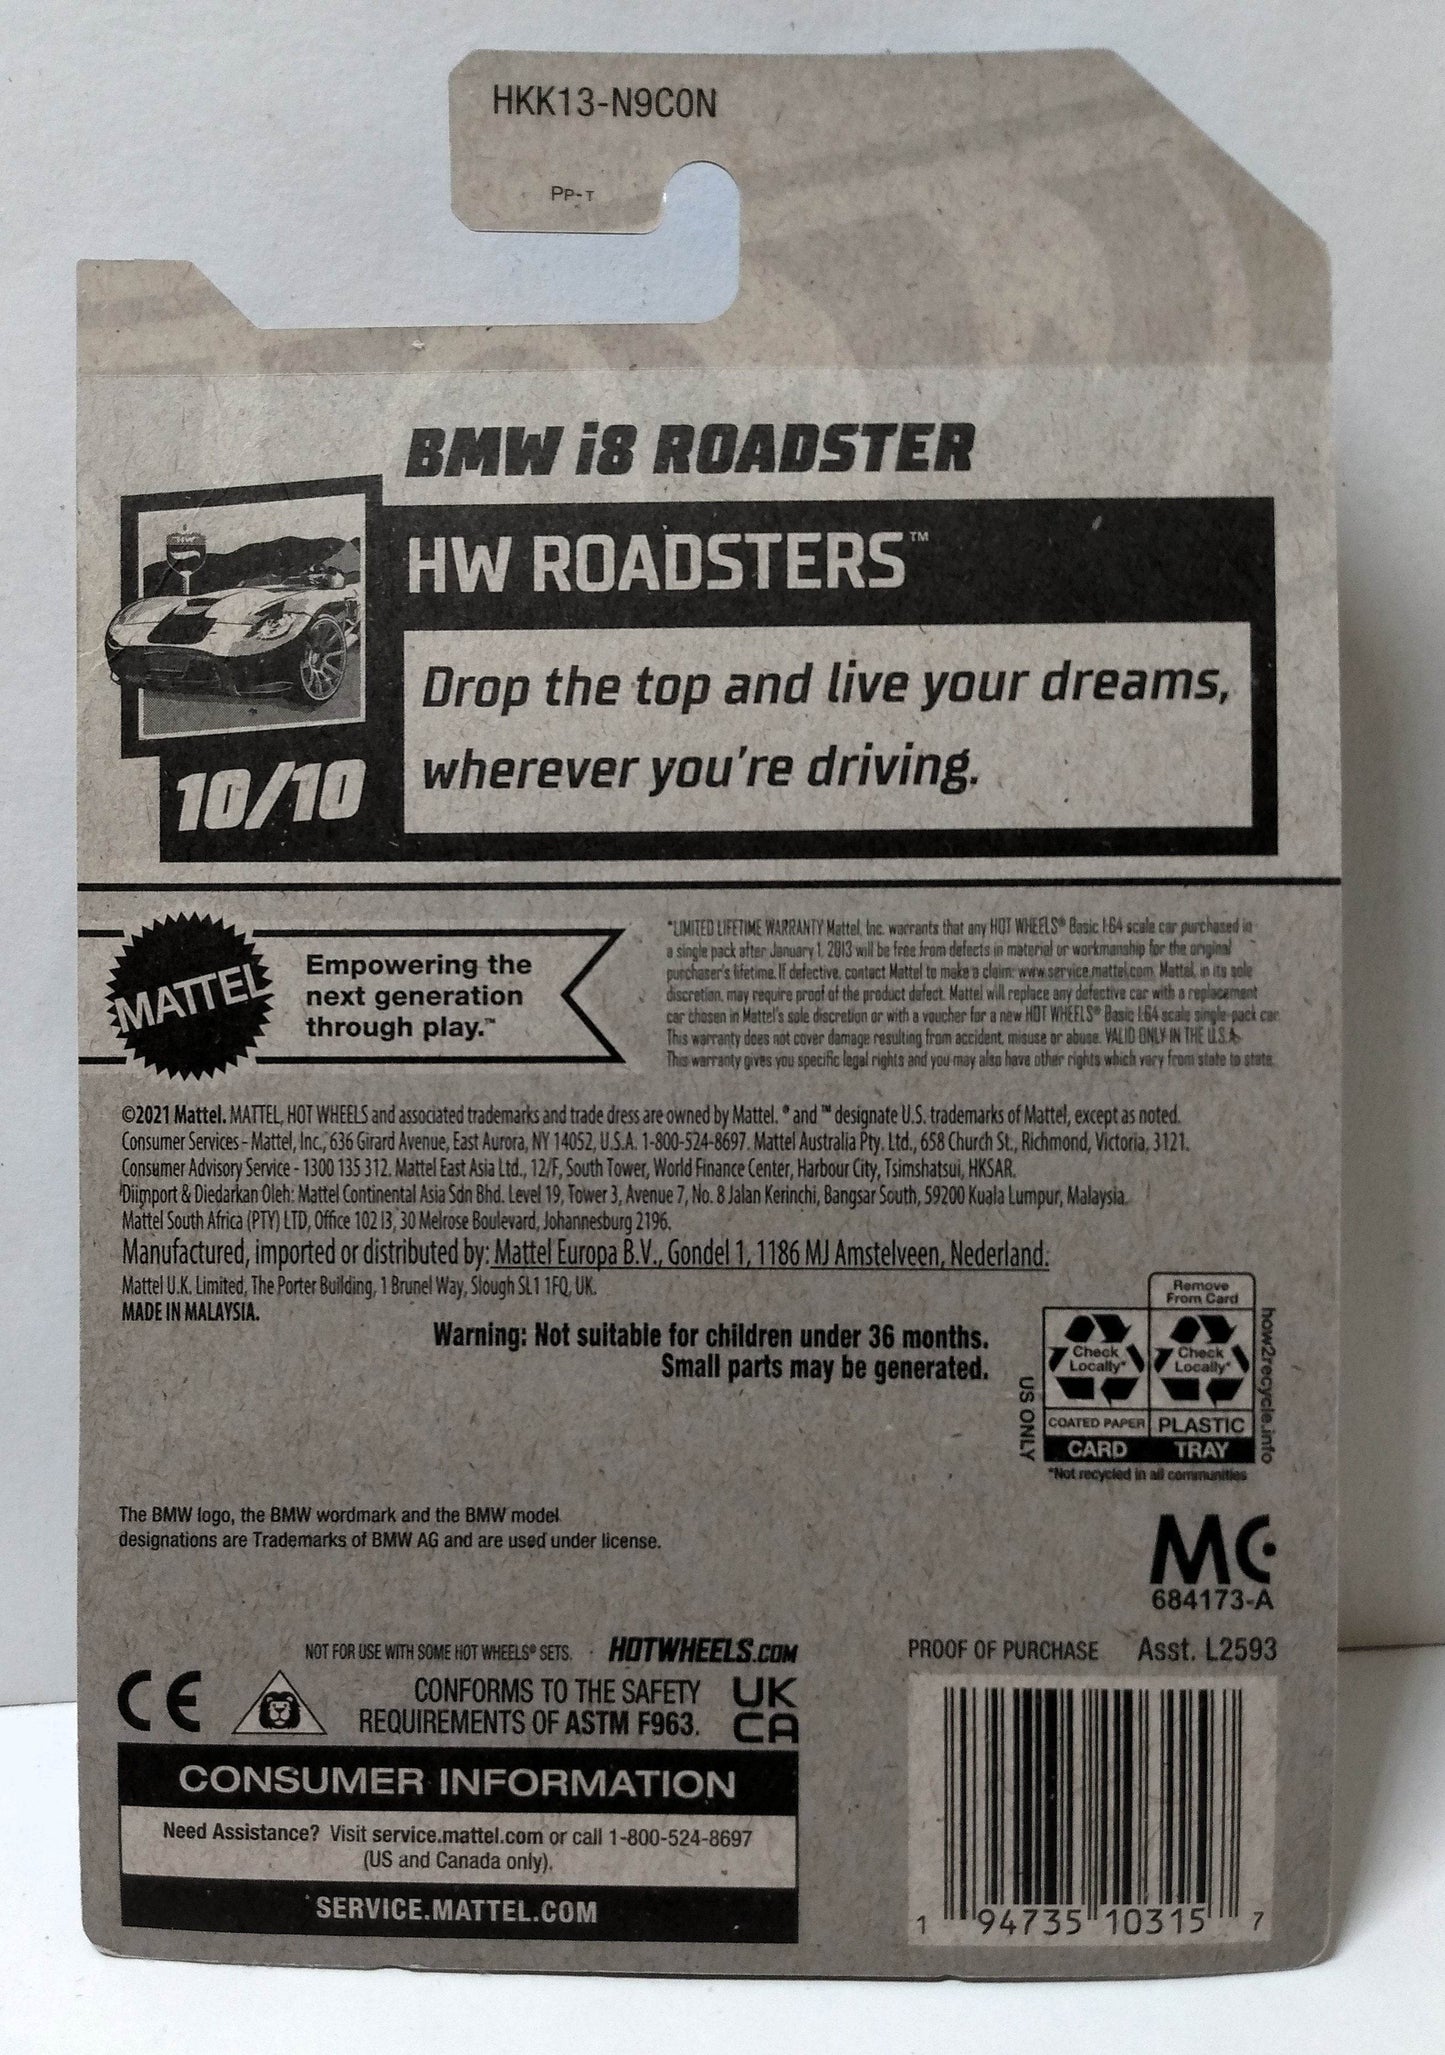 HKK13-N9C0N
PP-T
BMW i8 ROADSTER
HW ROADSTERS™
HW
Drop the top and live your dreams,
wherever you're driving.
10/10
MATTEL
Empowering the
next generation
through play.™
*LIMITED LIFETIME WARRANTY Mattel, Inc. warrants that any HOT WHEELS® Basic 1:64 scale car purchased in
a single pack after January 1, 2013 will be free from defects in material or workmanship for the original
purchaser's lifetime. If defective, contact Mattel to make a claim: www.service.mattel.com. Mattel, in its sole
discretion, may require proof of the product defect. Mattel will replace any defective car with a replacement
car chosen in Mattel's sole discretion or with a voucher for a new HOT WHEELS® Basic 1:64 scale single-pack car.
This warranty does not cover damage resulting from accident, misuse or abuse. VALID ONLY IN THE U.S.A.
This warranty gives you specific legal rights and you may also have other rights which vary from state to state.
©2021 Mattel. MATTEL, HOT WHEELS and associated trademarks and trade dress are owned by Mattel. ® and ™ designate U.S. trademarks of Mattel, except as noted.
Consumer Services - Mattel, Inc., 636 Girard Avenue, East Aurora, NY 14052, U.S.A. 1-800-524-8697. Mattel Australia Pty. Ltd., 658 Church St., Richmond, Victoria, 3121.
Consumer Advisory Service - 1300 135 312. Mattel East Asia Ltd., 12/F, South Tower, World Finance Center, Harbour City, Tsimshatsui, HKSAR.
Diimport & Diedarkan Oleh: Mattel Continental Asia Sdn Bhd. Level 19, Tower 3, Avenue 7, No. 8 Jalan Kerinchi, Bangsar South, 59200 Kuala Lumpur, Malaysia.
Mattel South Africa (PTY) LTD, Office 102 I3, 30 Melrose Boulevard, Johannesburg 2196.
Manufactured, imported or distributed by: Mattel Europa B.V., Gondel 1, 1186 MJ Amstelveen, Nederland.
Mattel U.K. Limited, The Porter Building, 1 Brunel Way, Slough SL1 1FQ, UK.
MADE IN MALAYSIA.
Warning: Not suitable for children under 36 months.
Small parts may be generated.
Remove
From Card
Check
Locally*
Check
Locally*
COATED PAPER
PLASTIC
CARD
TRAY
US ONLY
how2recycle.info
*Not recycled in all communities
The BMW logo, the BMW wordmark and the BMW model
designations are Trademarks of BMW AG and are used under license.
MC
684173-A
NOT FOR USE WITH SOME HOT WHEELS® SETS. HOTWHEELS.COM
PROOF OF PURCHASE Asst. L2593
CE
CONFORMS TO THE SAFETY
REQUIREMENTS OF ASTM F963.
UK
CA
CONSUMER INFORMATION
Need Assistance? Visit service.mattel.com or call 1-800-524-8697
(US and Canada only).
SERVICE.MATTEL.COM
1 94735 10315 7